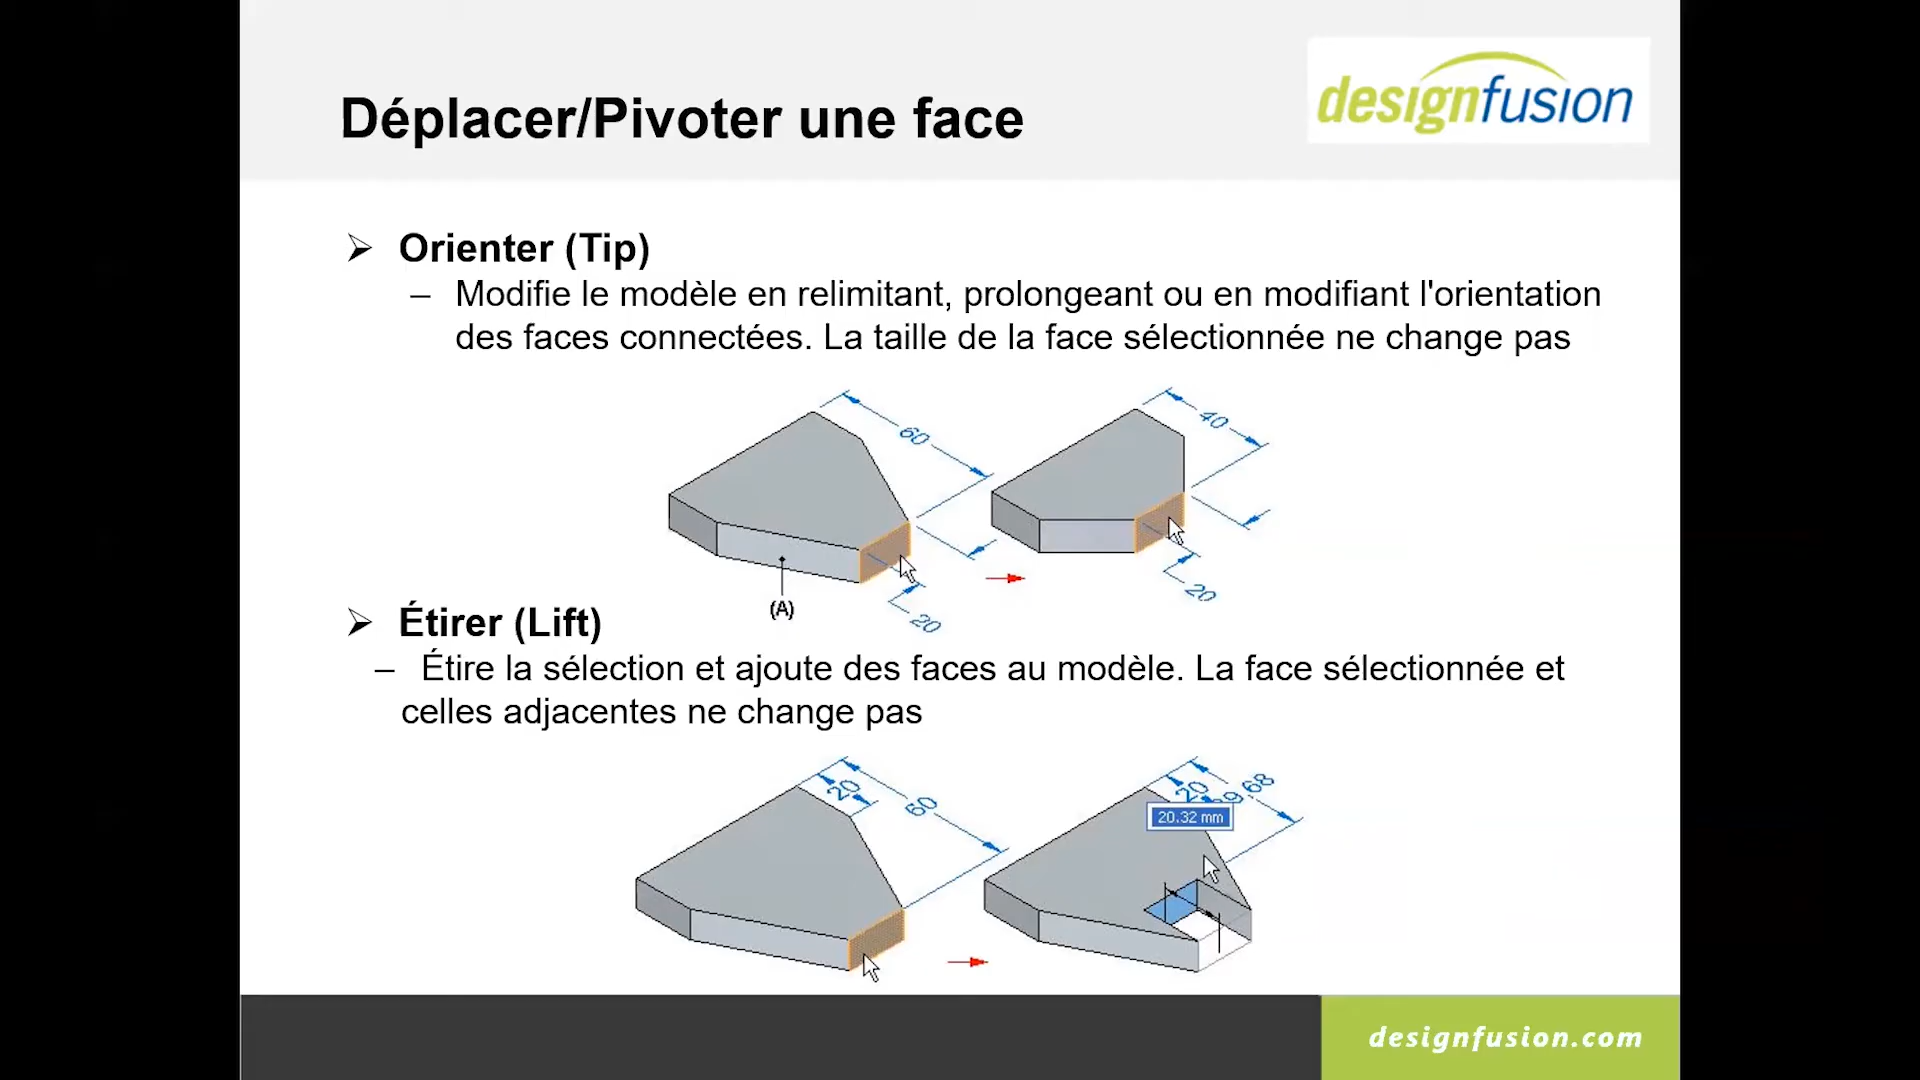 Déplacer/Pivoter une face
designfusion
Orienter (Tip)
– Modifie le modèle en relimitant, prolongeant ou en modifiant l'orientation
des faces connectées. La taille de la face sélectionnée ne change pas
60
40
(A)
20
20
Étirer (Lift)
– Étire la sélection et ajoute des faces au modèle. La face sélectionnée et
celles adjacentes ne change pas
20
60
20
68
20.32 mm
designfusion.com